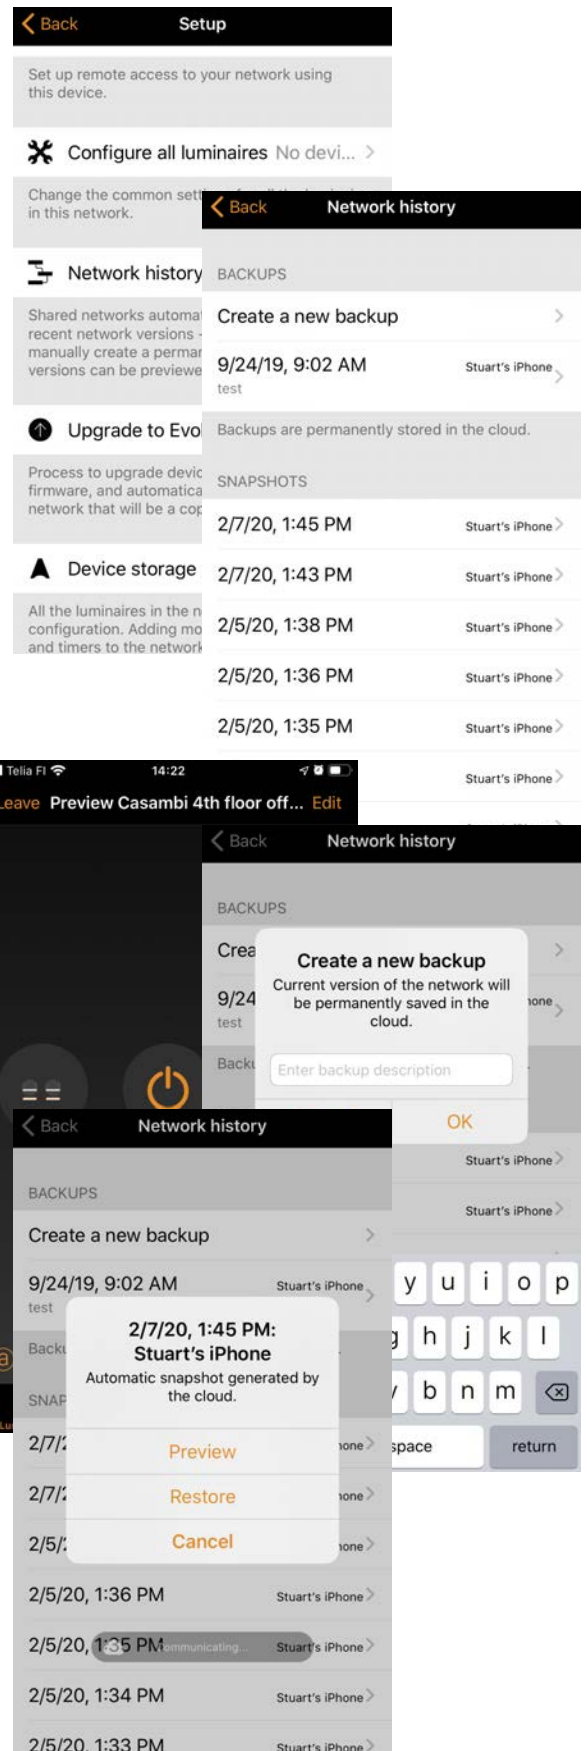 Back Setup
Set up remote access to your network using
this device.
Configure all luminaires No devi...
Change the common
in this network.
Network history
Shared networks
recent network versions -
manually create a
versions can be
Upgrade to
Process to upgrade
firmware, and
network that will be a
Device storage
All the luminaires in the
configuration. Adding
and timers to the
Back Network history
BACKUPS
Create a new backup
9/24/19, 9:02 AM Stuart's iPhone
test
Backups are permanently stored in the cloud.
SNAPSHOTS
2/7/20, 1:45 PM Stuart's iPhone
2/7/20, 1:43 PM Stuart's iPhone
2/5/20, 1:38 PM Stuart's iPhone
2/5/20, 1:36 PM Stuart's iPhone
2/5/20, 1:35 PM Stuart's iPhone
Stuart's iPhone
Telia FI 14:22
Leave Preview Casambi 4th floor off... Edit
Back Network history
BACKUPS
Create a new backup
Current version of the network will
be permanently saved in the
cloud.
9/24
test
Enter backup description
OK
Stuart's iPhone
Stuart's iPhone
y u i o p
h j k l
b n m
space return
Back Network history
BACKUPS
Create a new backup
9/24/19, 9:02 AM Stuart's iPhone
test
2/7/20, 1:45 PM:
Stuart's iPhone
Automatic snapshot generated by
the cloud.
Preview
Restore
Cancel
2/5/20, 1:36 PM Stuart's iPhone
2/5/20, 1:35 PM Communicating... Stuart's iPhone
2/5/20, 1:34 PM Stuart's iPhone
2/5/20, 1:33 PM Stuart's iPhone